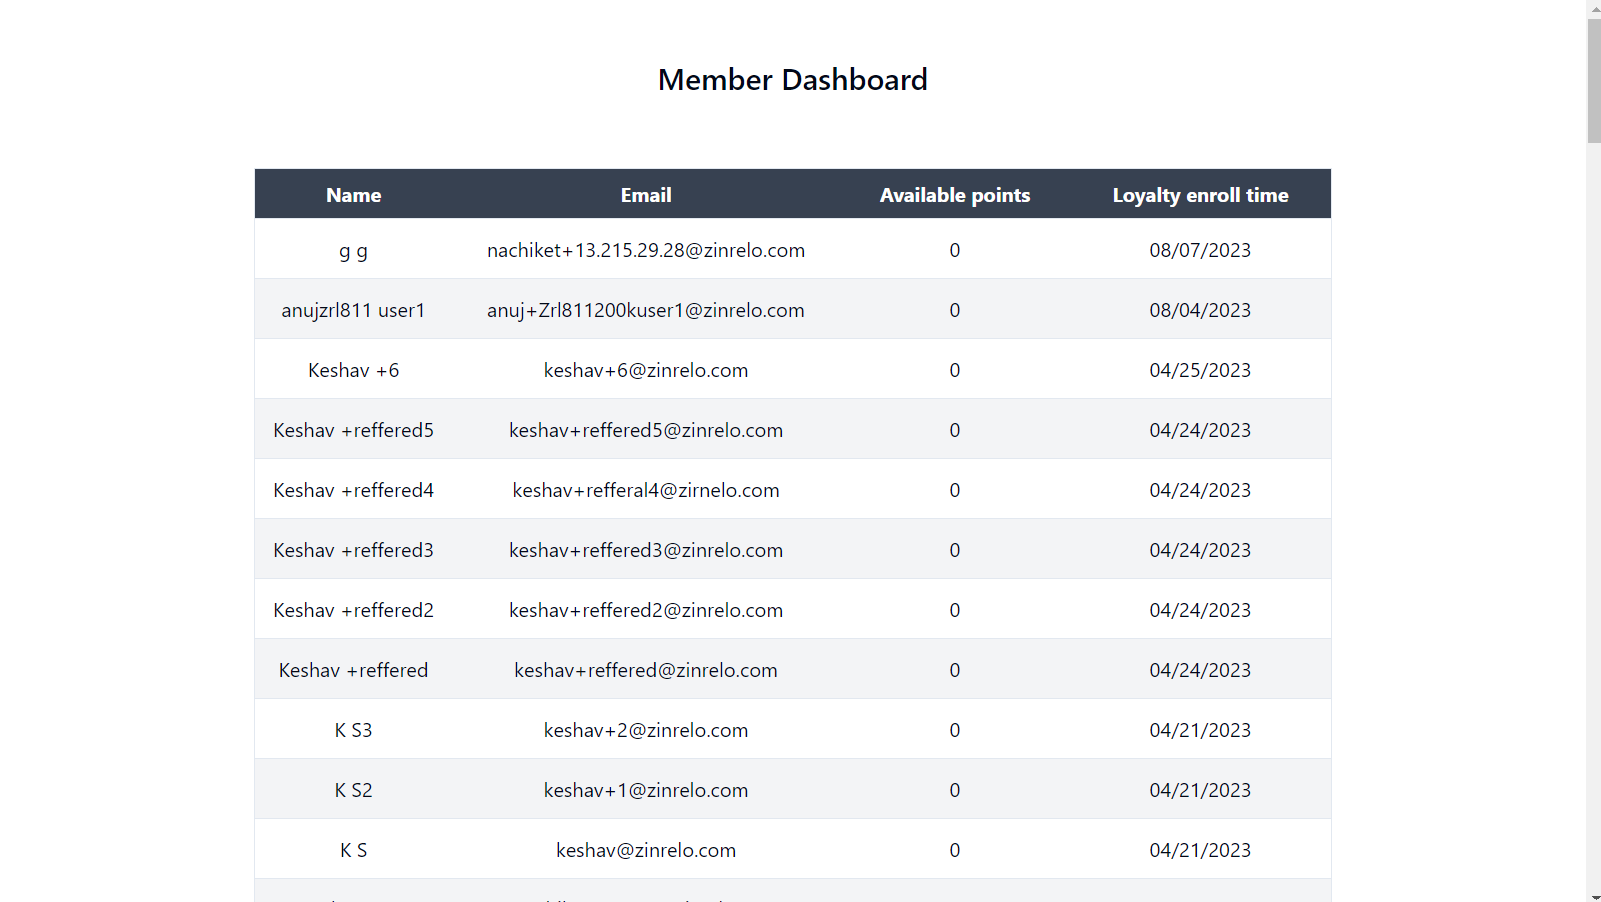 Member Dashboard
Name Email Available points Loyalty enroll time
g g nachiket+13.215.29.28@zinrelo.com 0 08/07/2023
anujzrl811 user1 anuj+Zrl811200kuser1@zinrelo.com 0 08/04/2023
Keshav +6 keshav+6@zinrelo.com 0 04/25/2023
Keshav +reffered5 keshav+reffered5@zinrelo.com 0 04/24/2023
Keshav +reffered4 keshav+refferal4@zirnelo.com 0 04/24/2023
Keshav +reffered3 keshav+reffered3@zinrelo.com 0 04/24/2023
Keshav +reffered2 keshav+reffered2@zinrelo.com 0 04/24/2023
Keshav +reffered keshav+reffered@zinrelo.com 0 04/24/2023
K S3 keshav+2@zinrelo.com 0 04/21/2023
K S2 keshav+1@zinrelo.com 0 04/21/2023
K S keshav@zinrelo.com 0 04/21/2023